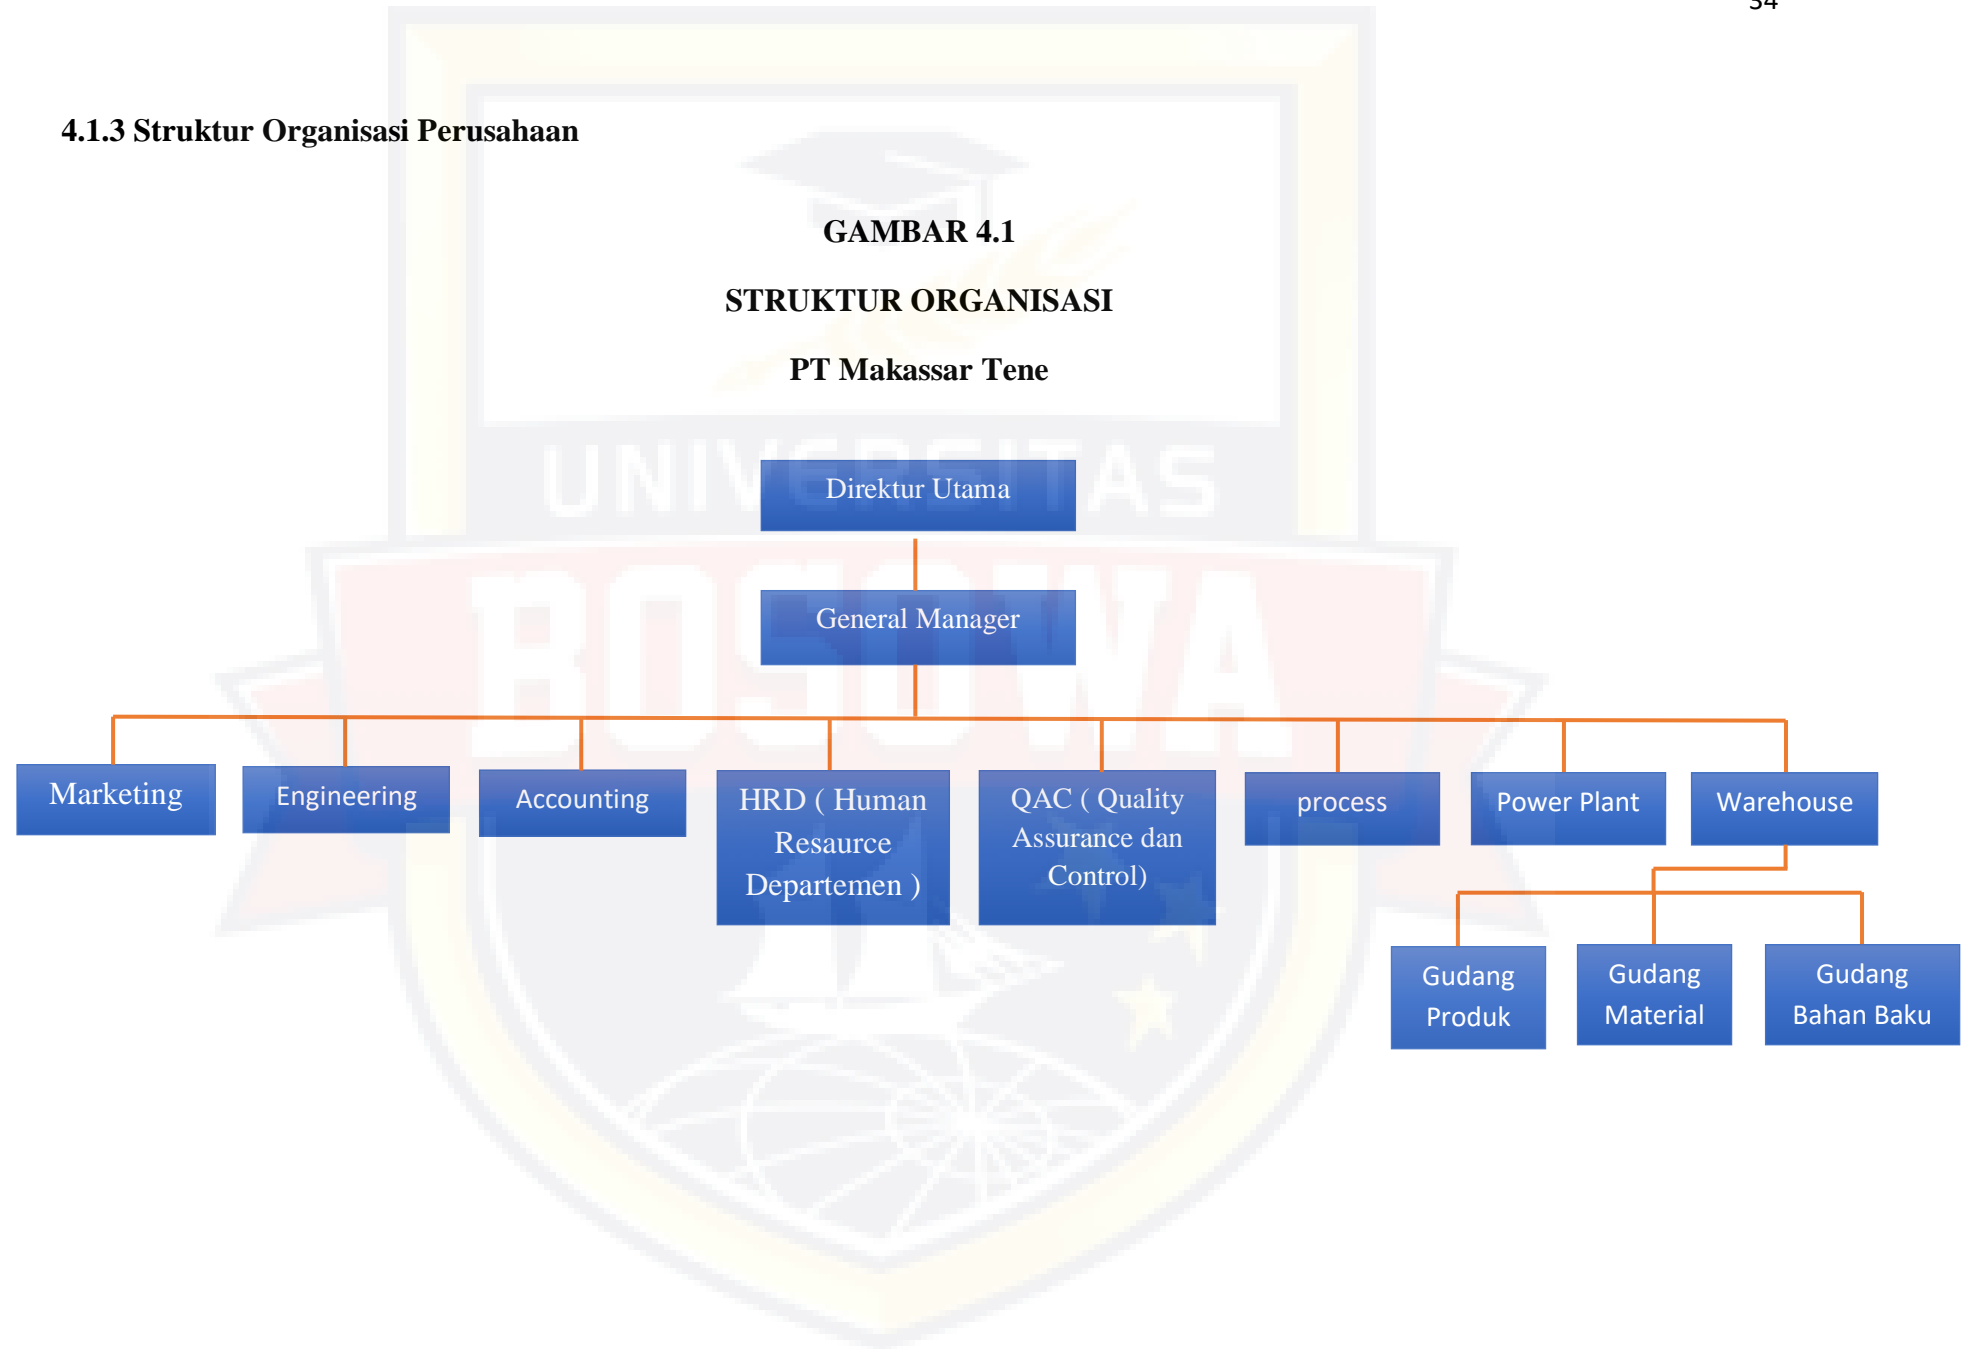 34
4.1.3 Struktur Organisasi Perusahaan
GAMBAR 4.1
STRUKTUR ORGANISASI
PT Makassar Tene
UNIVERSITAS
BOSOWA
Direktur Utama
General Manager
Marketing
Engineering
Accounting
HRD ( Human
Resaurce
Departemen )
QAC ( Quality
Assurance dan
Control)
process
Power Plant
Warehouse
Gudang
Produk
Gudang
Material
Gudang
Bahan Baku